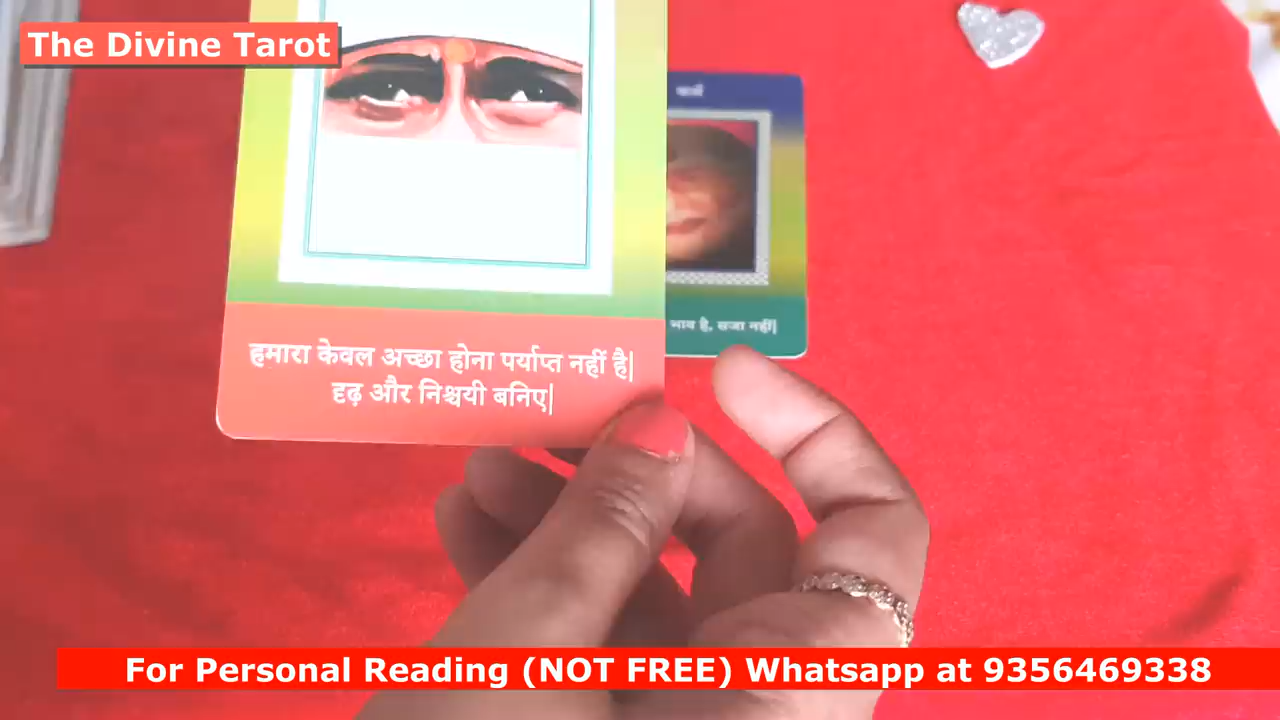 The Divine Tarot
हमारा केवल अच्छा होना पर्याप्त नहीं है|
दृढ़ और निश्चयी बनिए|
भाव है, सजा नहीं|
For Personal Reading (NOT FREE) Whatsapp at 9356469338